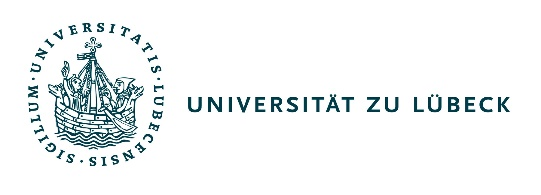 SIGILLUM · UNIVERSITATIS · LUBECENSIS ·
UNIVERSITÄT ZU LÜBECK